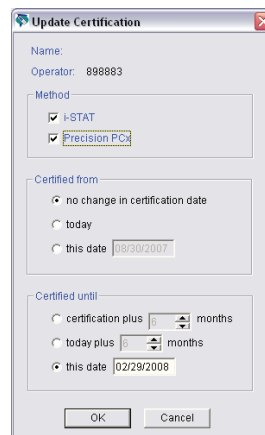 Update Certification
Name:
Operator: 898883
Method
i-STAT
Precision PCx
Certified from
no change in certification date
today
this date 08/30/2007
Certified until
certification plus 6 months
today plus 6 months
this date 02/29/2008
OK Cancel